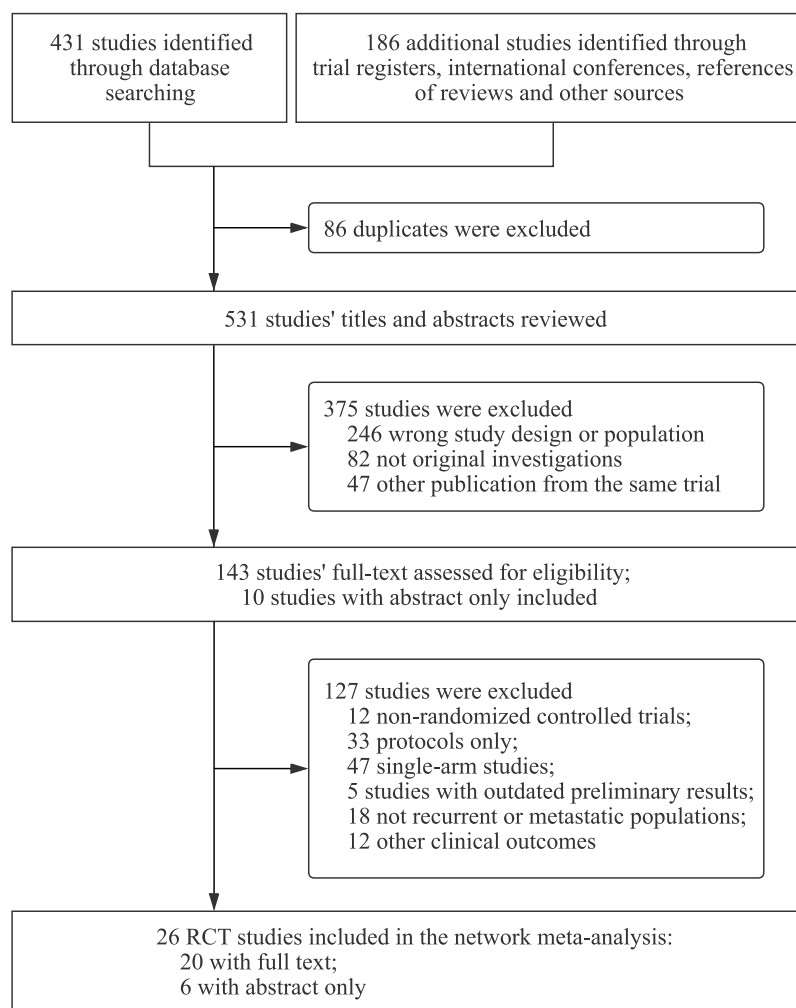 431 studies identified
through database
searching
186 additional studies identified through
trial registers, international conferences, references
of reviews and other sources
86 duplicates were excluded
531 studies' titles and abstracts reviewed
375 studies were excluded
246 wrong study design or population
82 not original investigations
47 other publication from the same trial
143 studies' full-text assessed for eligibility;
10 studies with abstract only included
127 studies were excluded
12 non-randomized controlled trials;
33 protocols only;
47 single-arm studies;
5 studies with outdated preliminary results;
18 not recurrent or metastatic populations;
12 other clinical outcomes
26 RCT studies included in the network meta-analysis:
20 with full text;
6 with abstract only